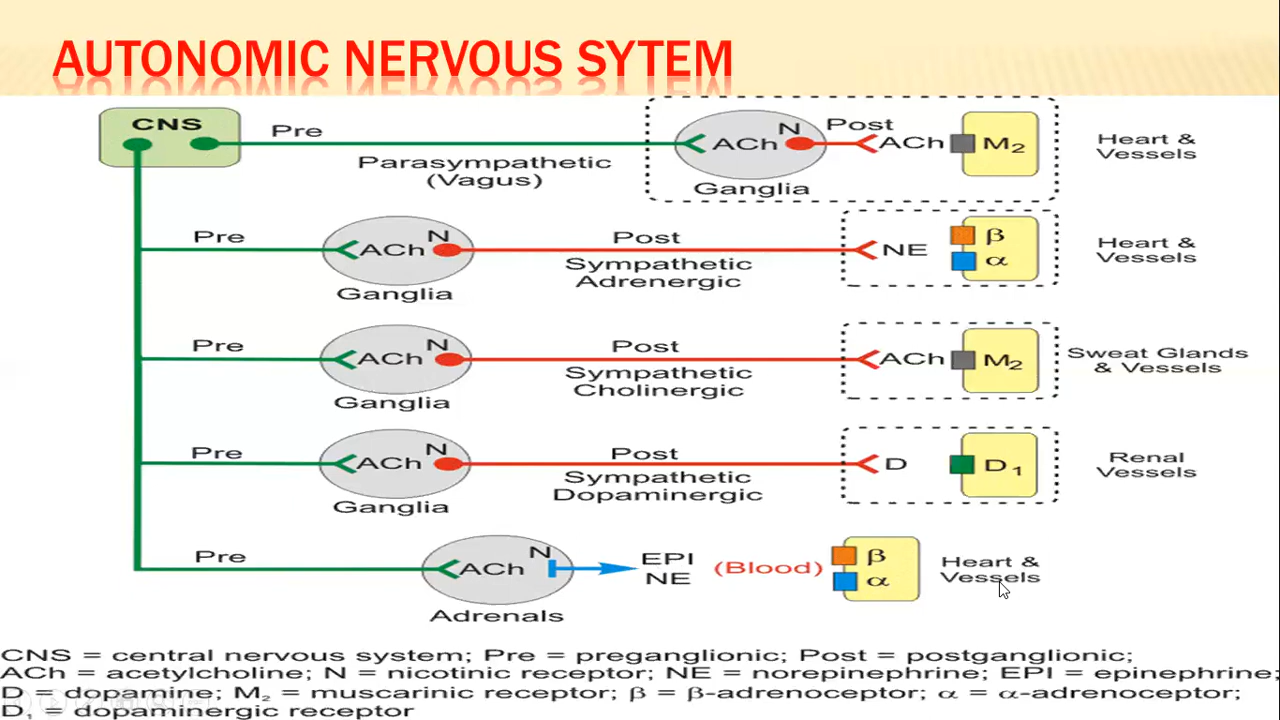 AUTONOMIC NERVOUS SYTEM
CNS
Pre
Parasympathetic
(Vagus)
ACh
N
Ganglia
Post
ACh
M₂
Heart &
Vessels
Pre
ACh
N
Ganglia
Post
Sympathetic
Adrenergic
NE
β
α
Heart &
Vessels
Pre
ACh
N
Ganglia
Post
Sympathetic
Cholinergic
ACh
M₂
Sweat Glands
& Vessels
Pre
ACh
N
Ganglia
Post
Sympathetic
Dopaminergic
D
D₁
Renal
Vessels
Pre
ACh
N
Adrenals
EPI
NE
(Blood)
β
α
Heart &
Vessels
CNS = central nervous system; Pre = preganglionic; Post = postganglionic;
ACh = acetylcholine; N = nicotinic receptor; NE = norepinephrine; EPI = epinephrine;
D = dopamine; M₂ = muscarinic receptor; β = β-adrenoceptor; α = α-adrenoceptor;
D₁ = dopaminergic receptor